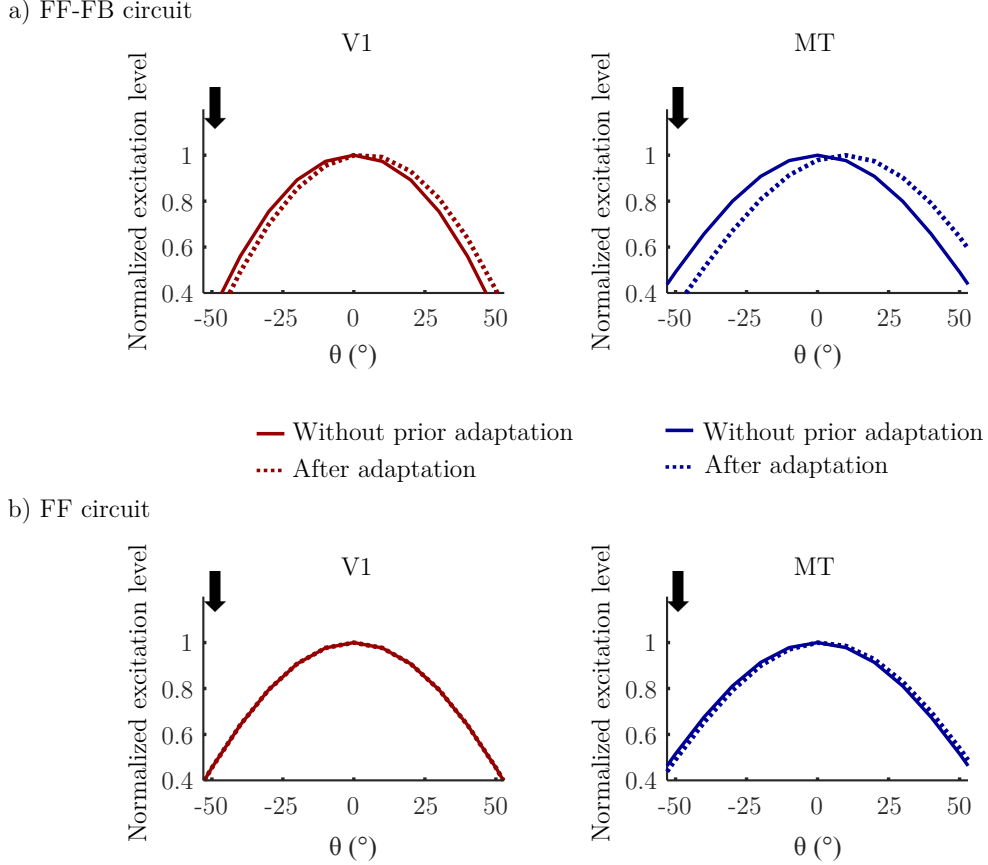 a) FF-FB circuit
V1
MT
Normalized excitation level
Normalized excitation level
1
0.8
0.6
0.4
-50 -25 0 25 50
θ (°)
1
0.8
0.6
0.4
-50 -25 0 25 50
θ (°)
Without prior adaptation
After adaptation
Without prior adaptation
After adaptation
b) FF circuit
V1
MT
Normalized excitation level
Normalized excitation level
1
0.8
0.6
0.4
-50 -25 0 25 50
θ (°)
1
0.8
0.6
0.4
-50 -25 0 25 50
θ (°)